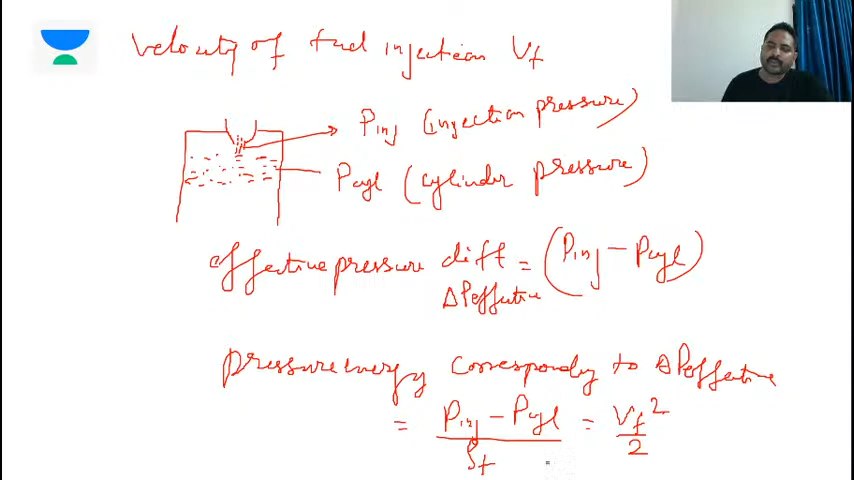 Velocity of fuel injection Vf
Pinj (injection pressure)
Pcyl (cylinder pressure)
effective pressure diff = (Pinj - Pcyl)
ΔPeffective
pressure energy corresponding to ΔPeffective
= Pinj - Pcyl / ρf = Vf² / 2